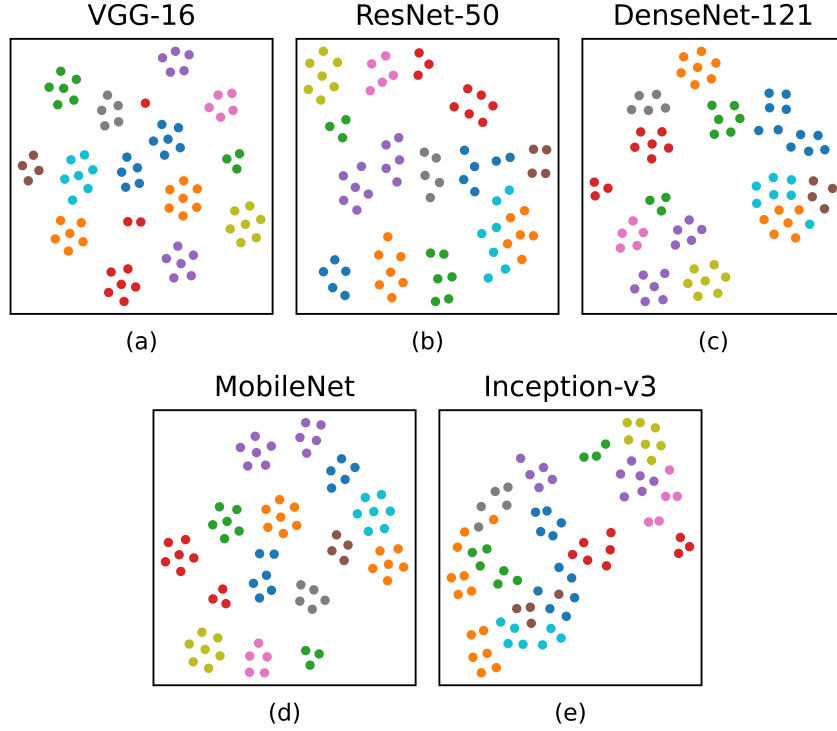 VGG-16
ResNet-50
DenseNet-121
(a)
(b)
(c)
MobileNet
Inception-v3
(d)
(e)